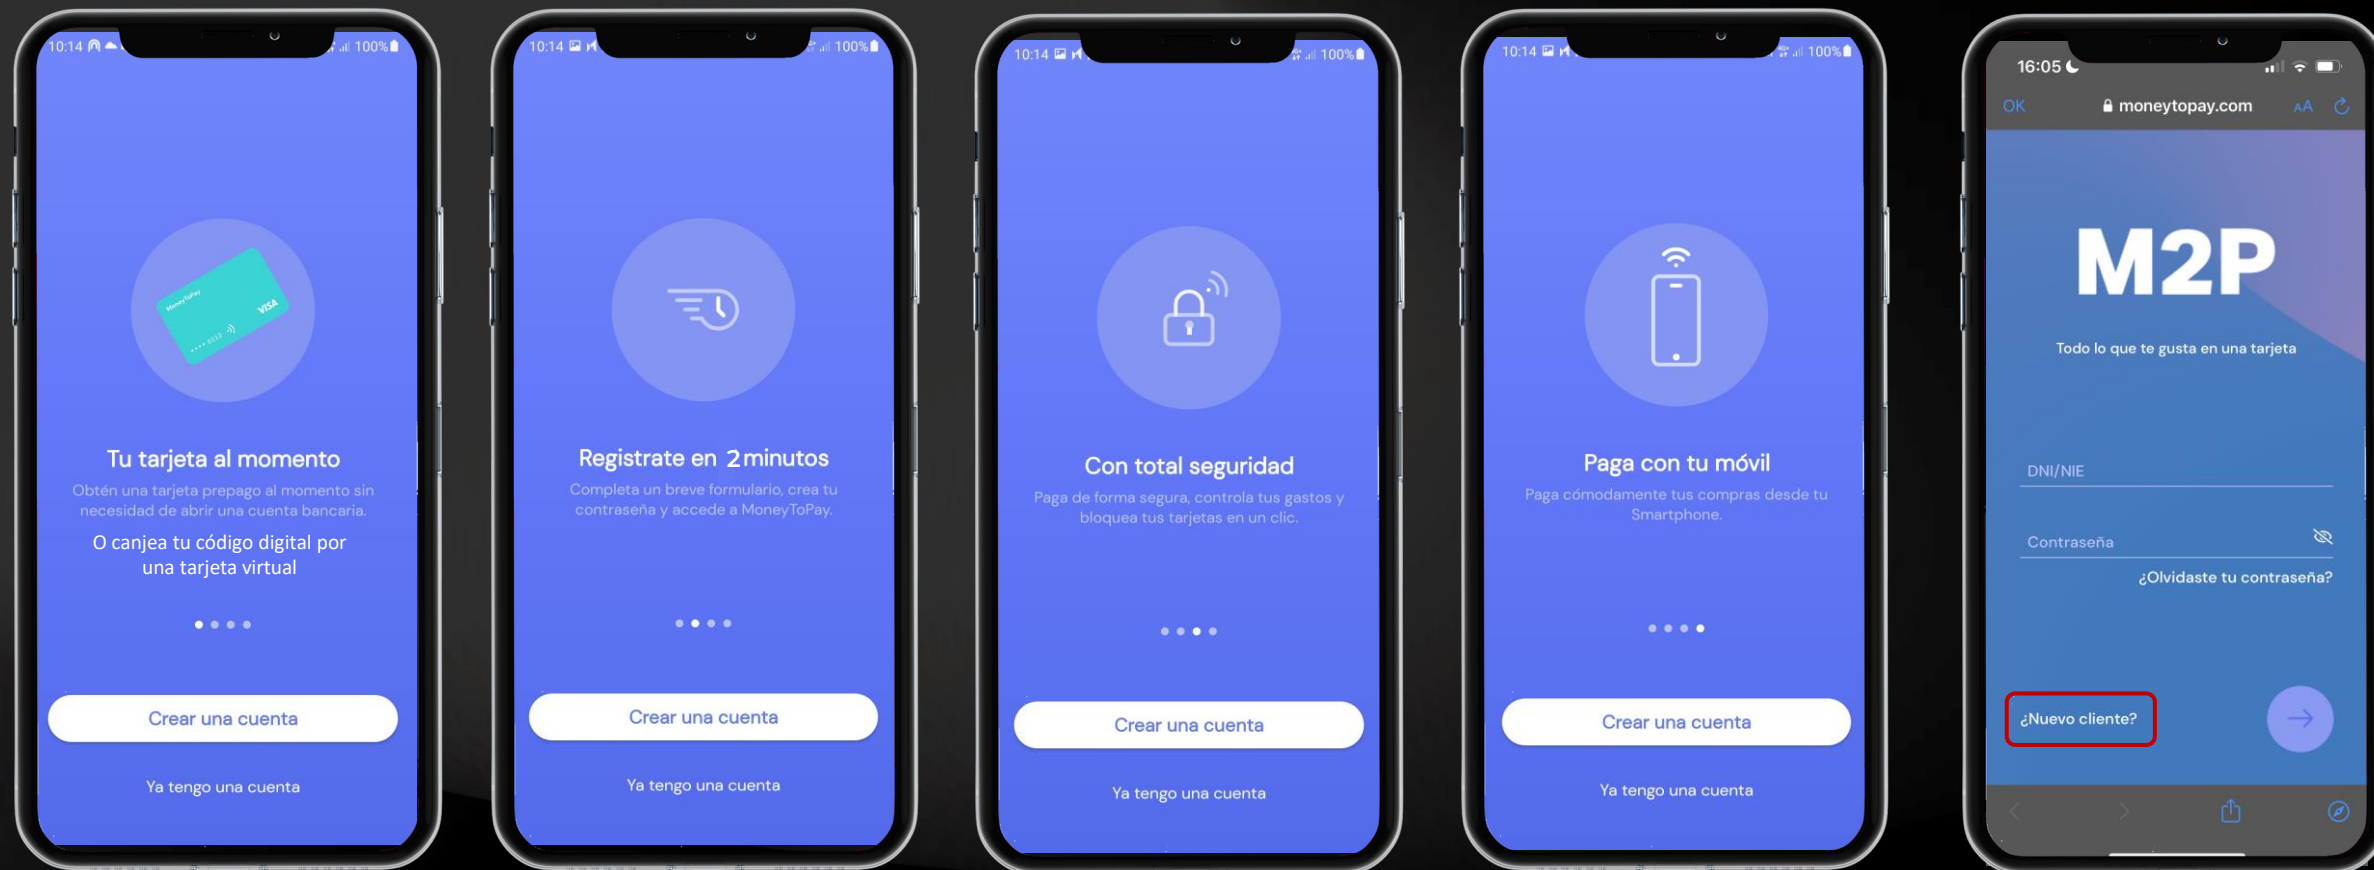 10:14
100%
MoneyToPay
VISA
Tu tarjeta al momento
Obtén una tarjeta prepago al momento sin
necesidad de abrir una cuenta bancaria.
O canjea tu código digital por
una tarjeta virtual
Crear una cuenta
Ya tengo una cuenta
10:14
100%
Registrate en 2 minutos
Completa un breve formulario, crea tu
contraseña y accede a MoneyToPay.
Crear una cuenta
Ya tengo una cuenta
10:14
100%
Con total seguridad
Paga de forma segura, controla tus gastos y
bloquea tus tarjetas en un clic.
Crear una cuenta
Ya tengo una cuenta
10:14
100%
Paga con tu móvil
Paga cómodamente tus compras desde tu
Smartphone.
Crear una cuenta
Ya tengo una cuenta
16:05
OK moneytopay.com AA
M2P
Todo lo que te gusta en una tarjeta
DNI/NIE
Contraseña
¿Olvidaste tu contraseña?
¿Nuevo cliente?